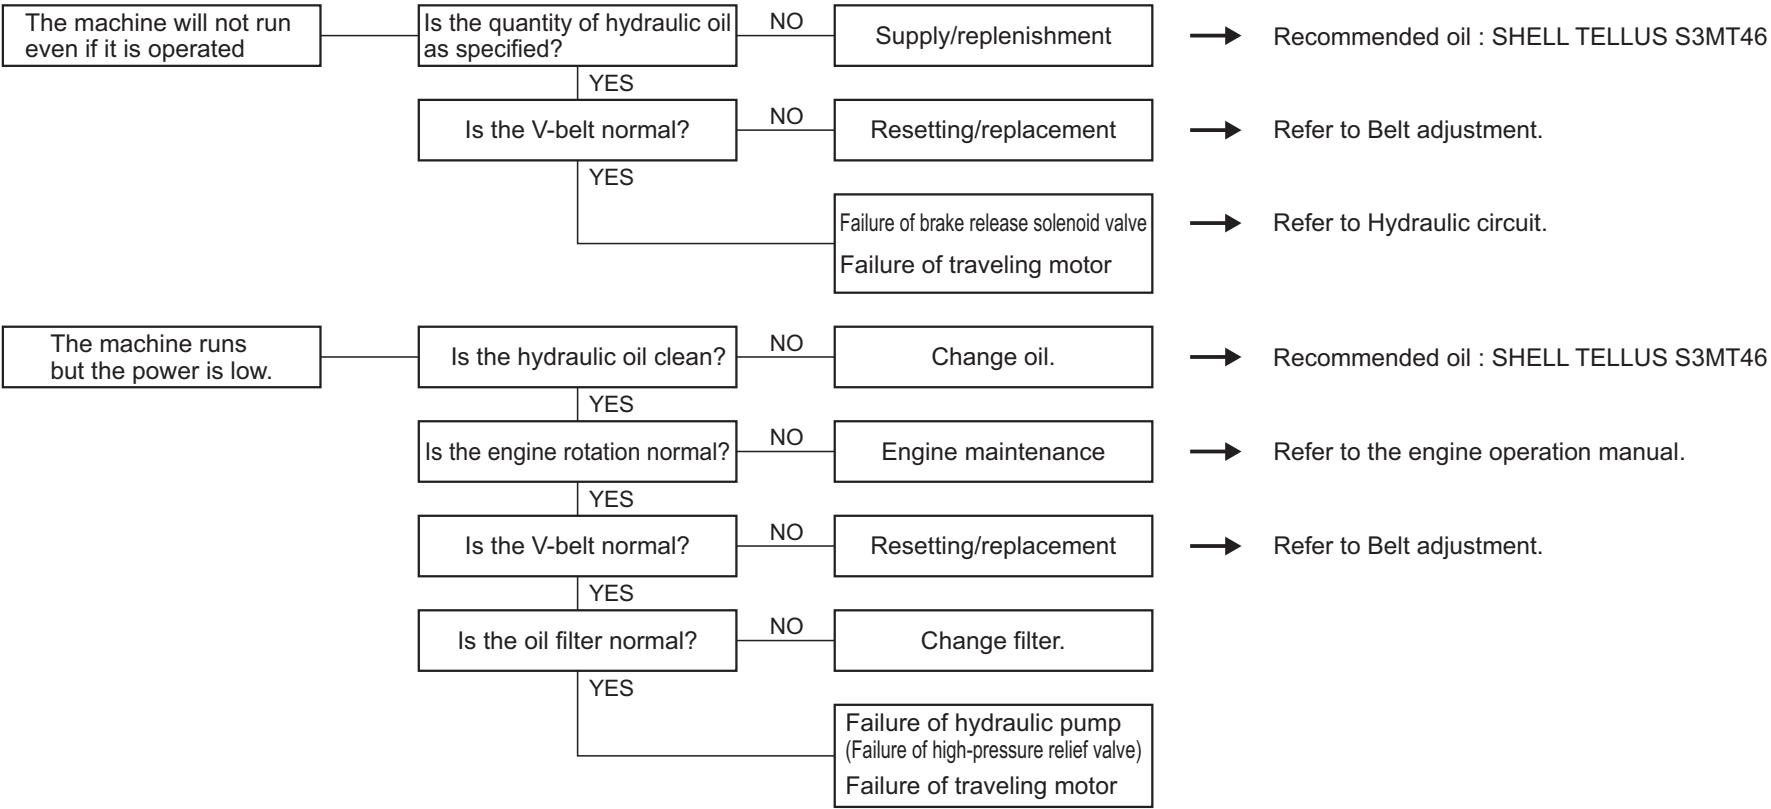 The machine will not run
even if it is operated
Is the quantity of hydraulic oil
as specified?
NO
Supply/replenishment
Recommended oil : SHELL TELLUS S3MT46
YES
Is the V-belt normal?
NO
Resetting/replacement
Refer to Belt adjustment.
YES
Failure of brake release solenoid valve
Failure of traveling motor
Refer to Hydraulic circuit.
The machine runs
but the power is low.
Is the hydraulic oil clean?
NO
Change oil.
Recommended oil : SHELL TELLUS S3MT46
YES
Is the engine rotation normal?
NO
Engine maintenance
Refer to the engine operation manual.
YES
Is the V-belt normal?
NO
Resetting/replacement
Refer to Belt adjustment.
YES
Is the oil filter normal?
NO
Change filter.
YES
Failure of hydraulic pump
(Failure of high-pressure relief valve)
Failure of traveling motor